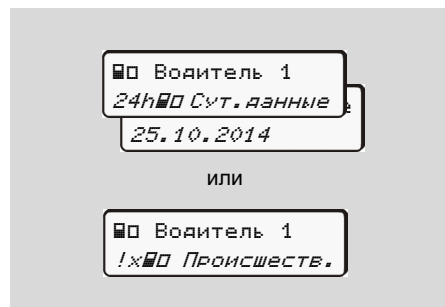 Водитель 1
24h Сут.данные
25.10.2014
или
Водитель 1
!x Происшеств.